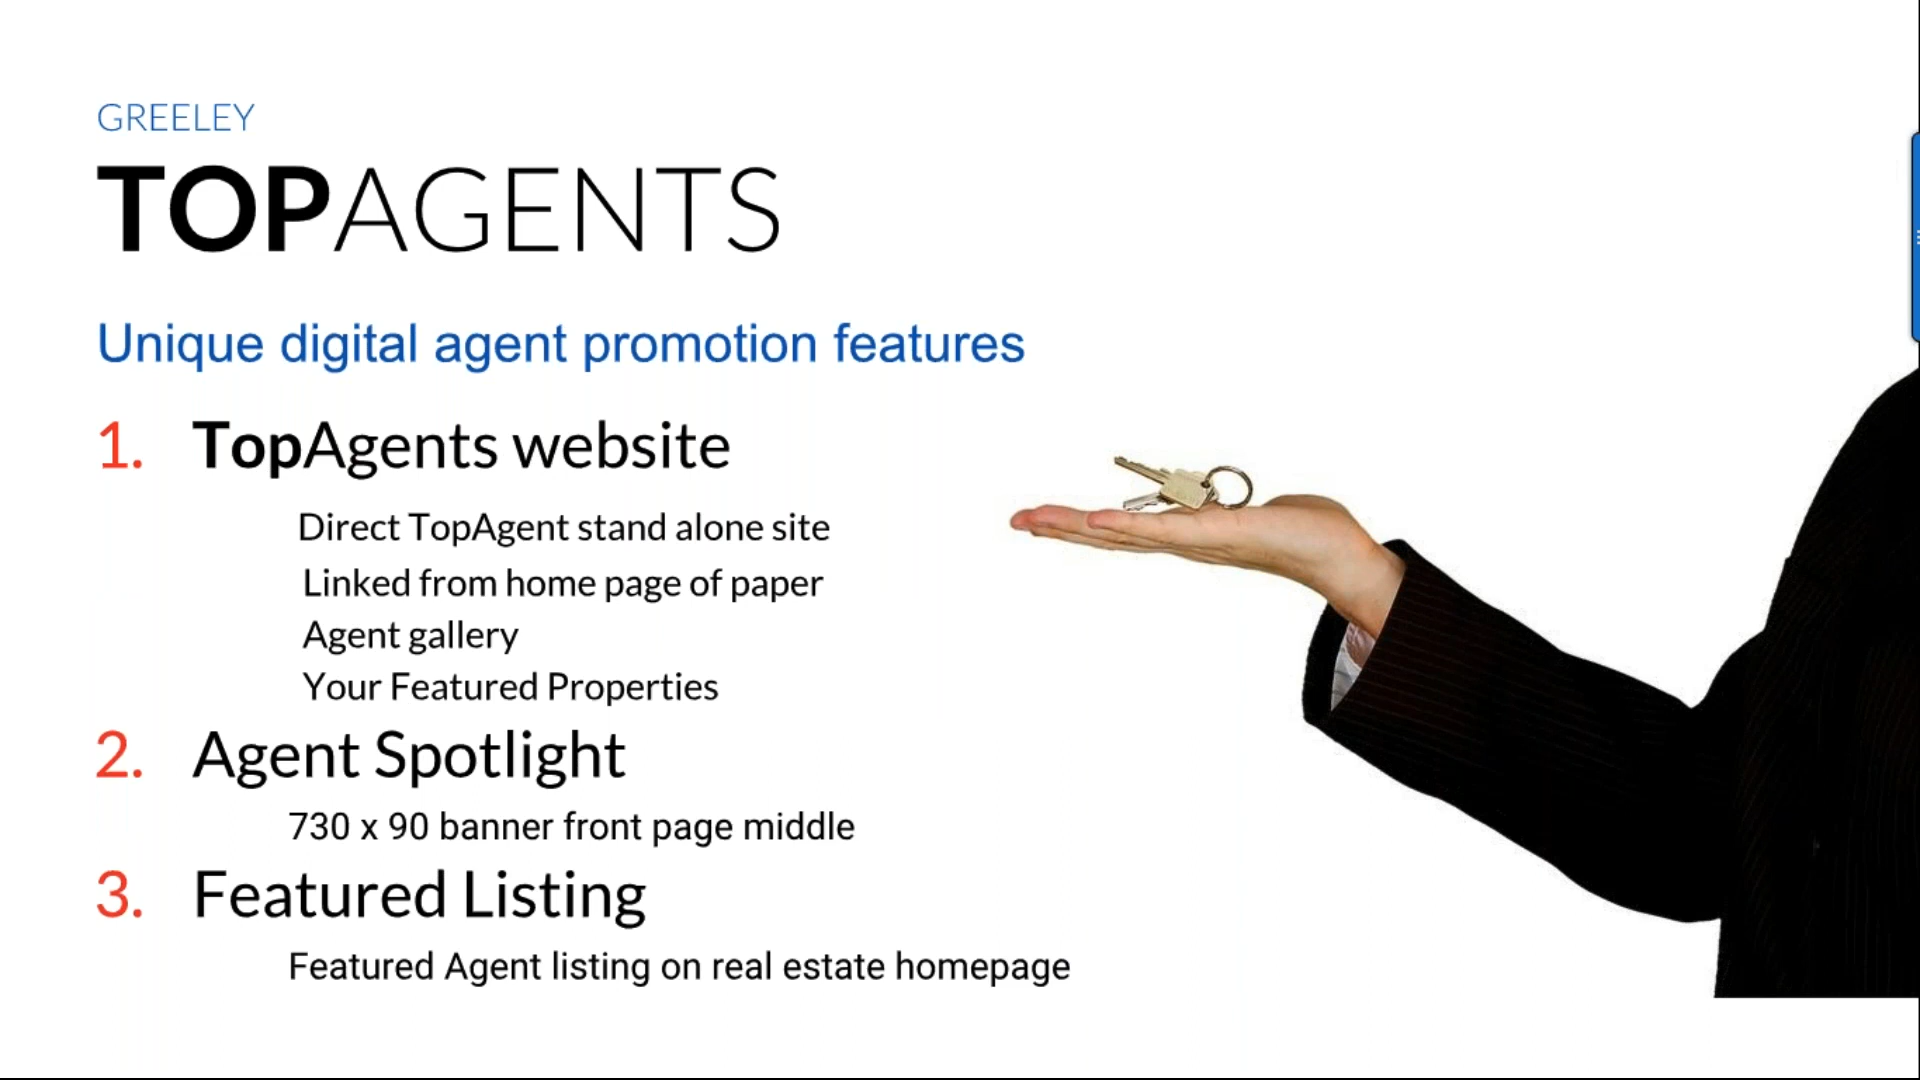 GREELEY
TOPAGENTS
Unique digital agent promotion features
1. TopAgents website
Direct TopAgent stand alone site
Linked from home page of paper
Agent gallery
Your Featured Properties
2. Agent Spotlight
730 x 90 banner front page middle
3. Featured Listing
Featured Agent listing on real estate homepage